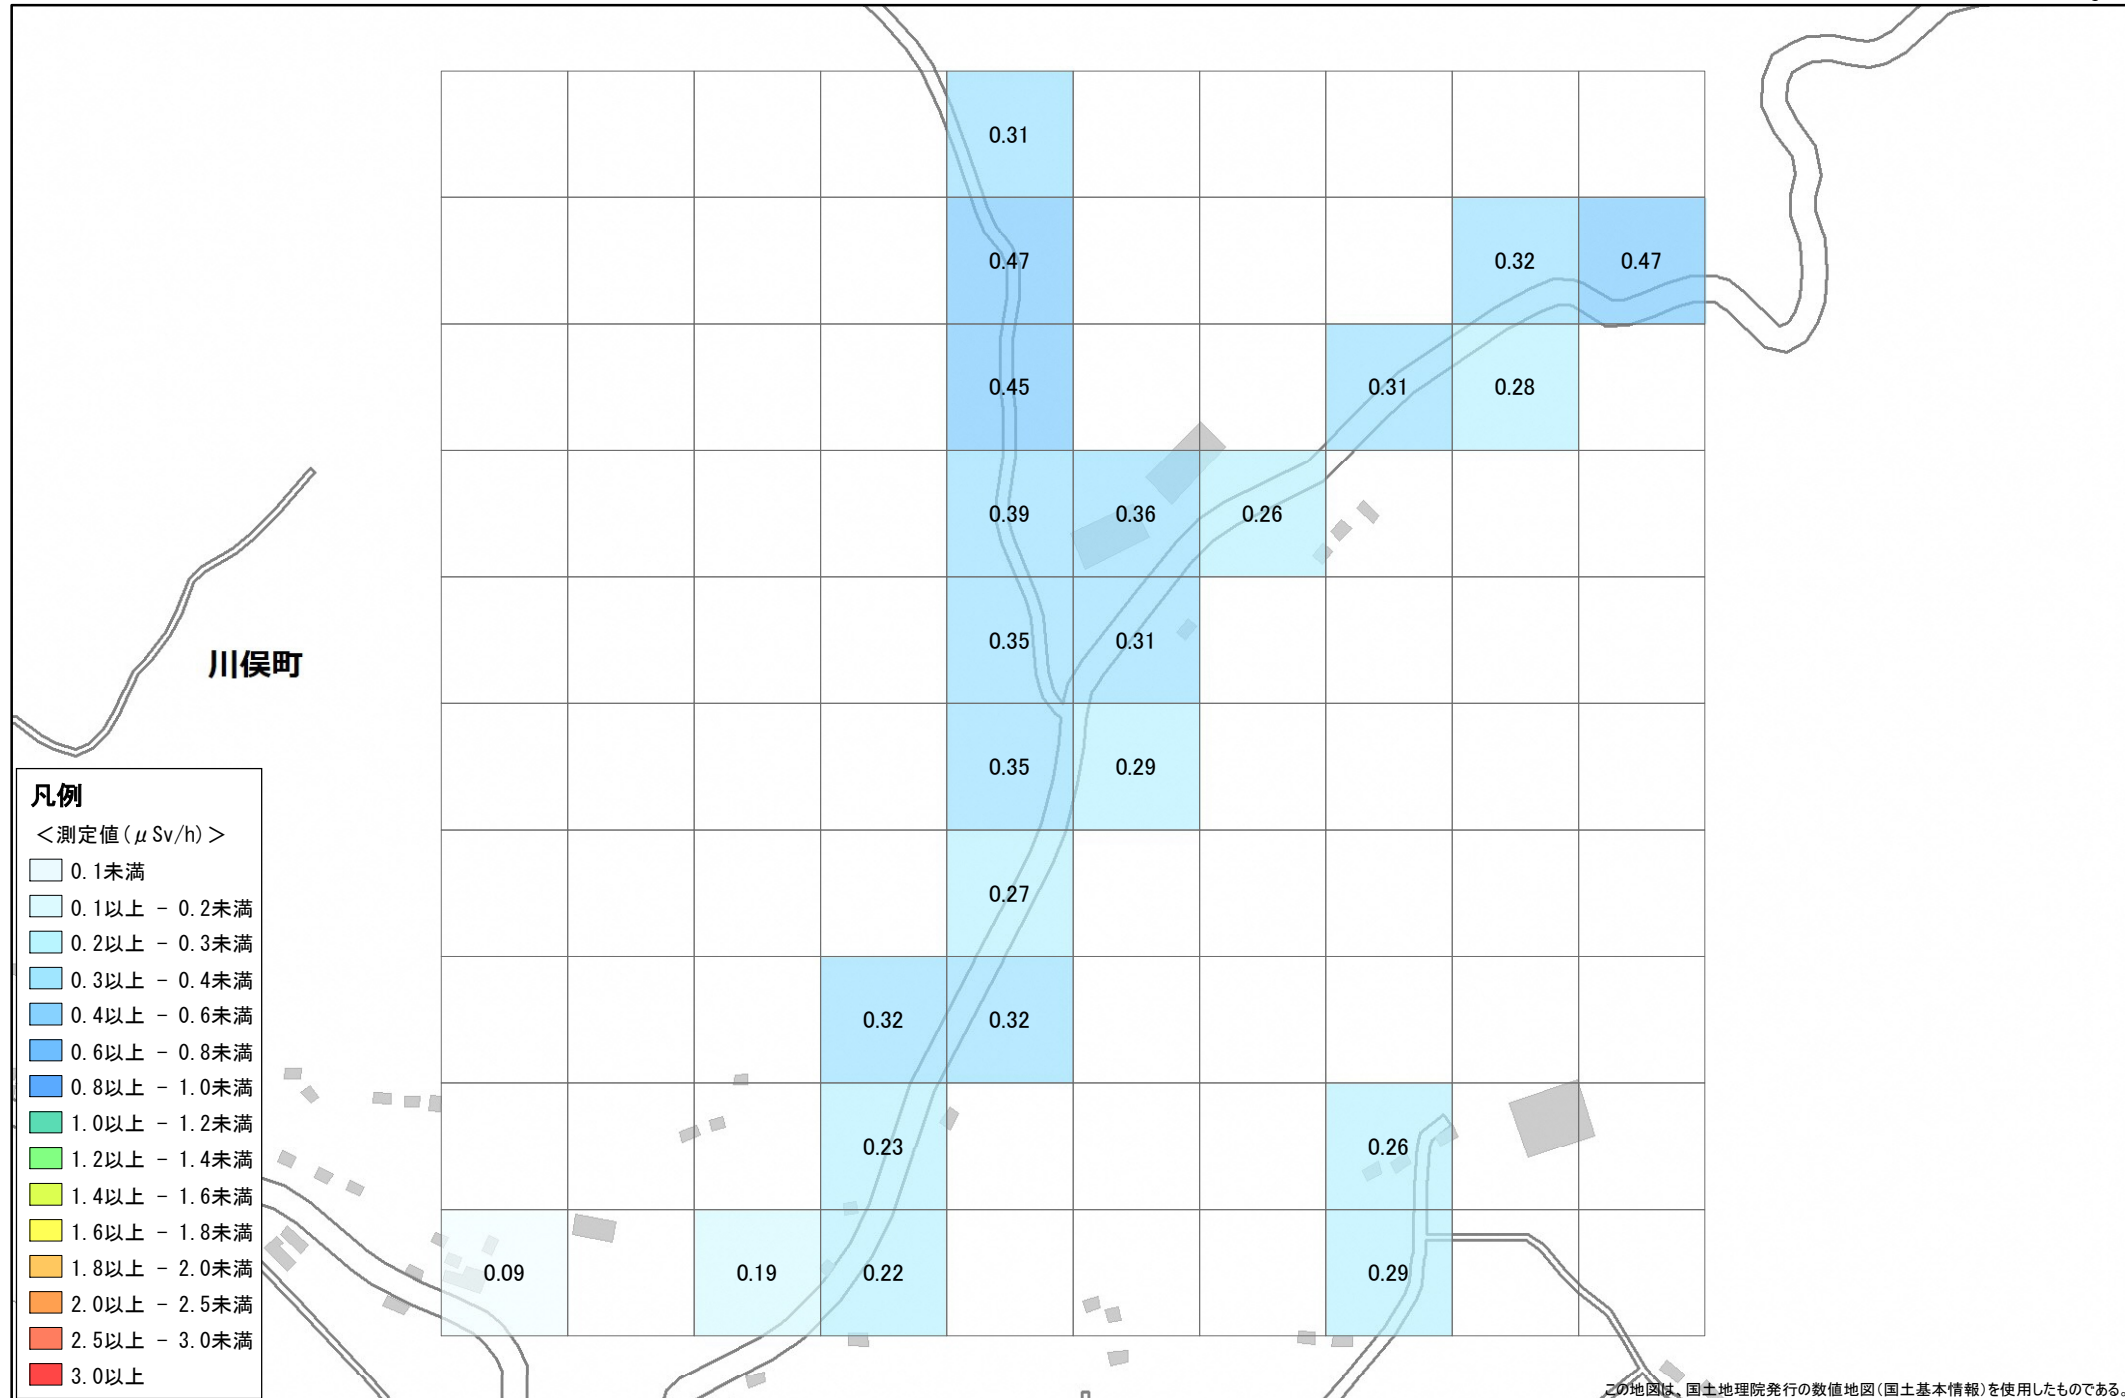 0.31
0.47 0.32 0.47
0.45 0.31 0.28
0.39 0.36 0.26
0.35 0.31
川俣町
0.35 0.29
0.27
0.32 0.32
0.23 0.26
0.09 0.19 0.22 0.29
凡例
＜測定値(μSv/h)＞
0.1未満
0.1以上 － 0.2未満
0.2以上 － 0.3未満
0.3以上 － 0.4未満
0.4以上 － 0.6未満
0.6以上 － 0.8未満
0.8以上 － 1.0未満
1.0以上 － 1.2未満
1.2以上 － 1.4未満
1.4以上 － 1.6未満
1.6以上 － 1.8未満
1.8以上 － 2.0未満
2.0以上 － 2.5未満
2.5以上 － 3.0未満
3.0以上
この地図は、国土地理院発行の数値地図(国土基本情報)を使用したものである。